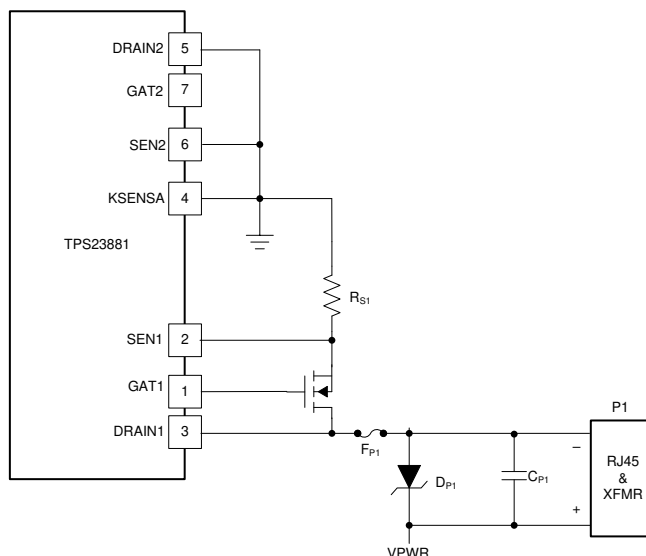 DRAIN2
5
GAT2
7
SEN2
6
KSENSA
4
TPS23881
RS1
SEN1
2
GAT1
1
DRAIN1
3
P1
FP1
–
RJ45
&
XFMR
DP1
CP1
+
VPWR